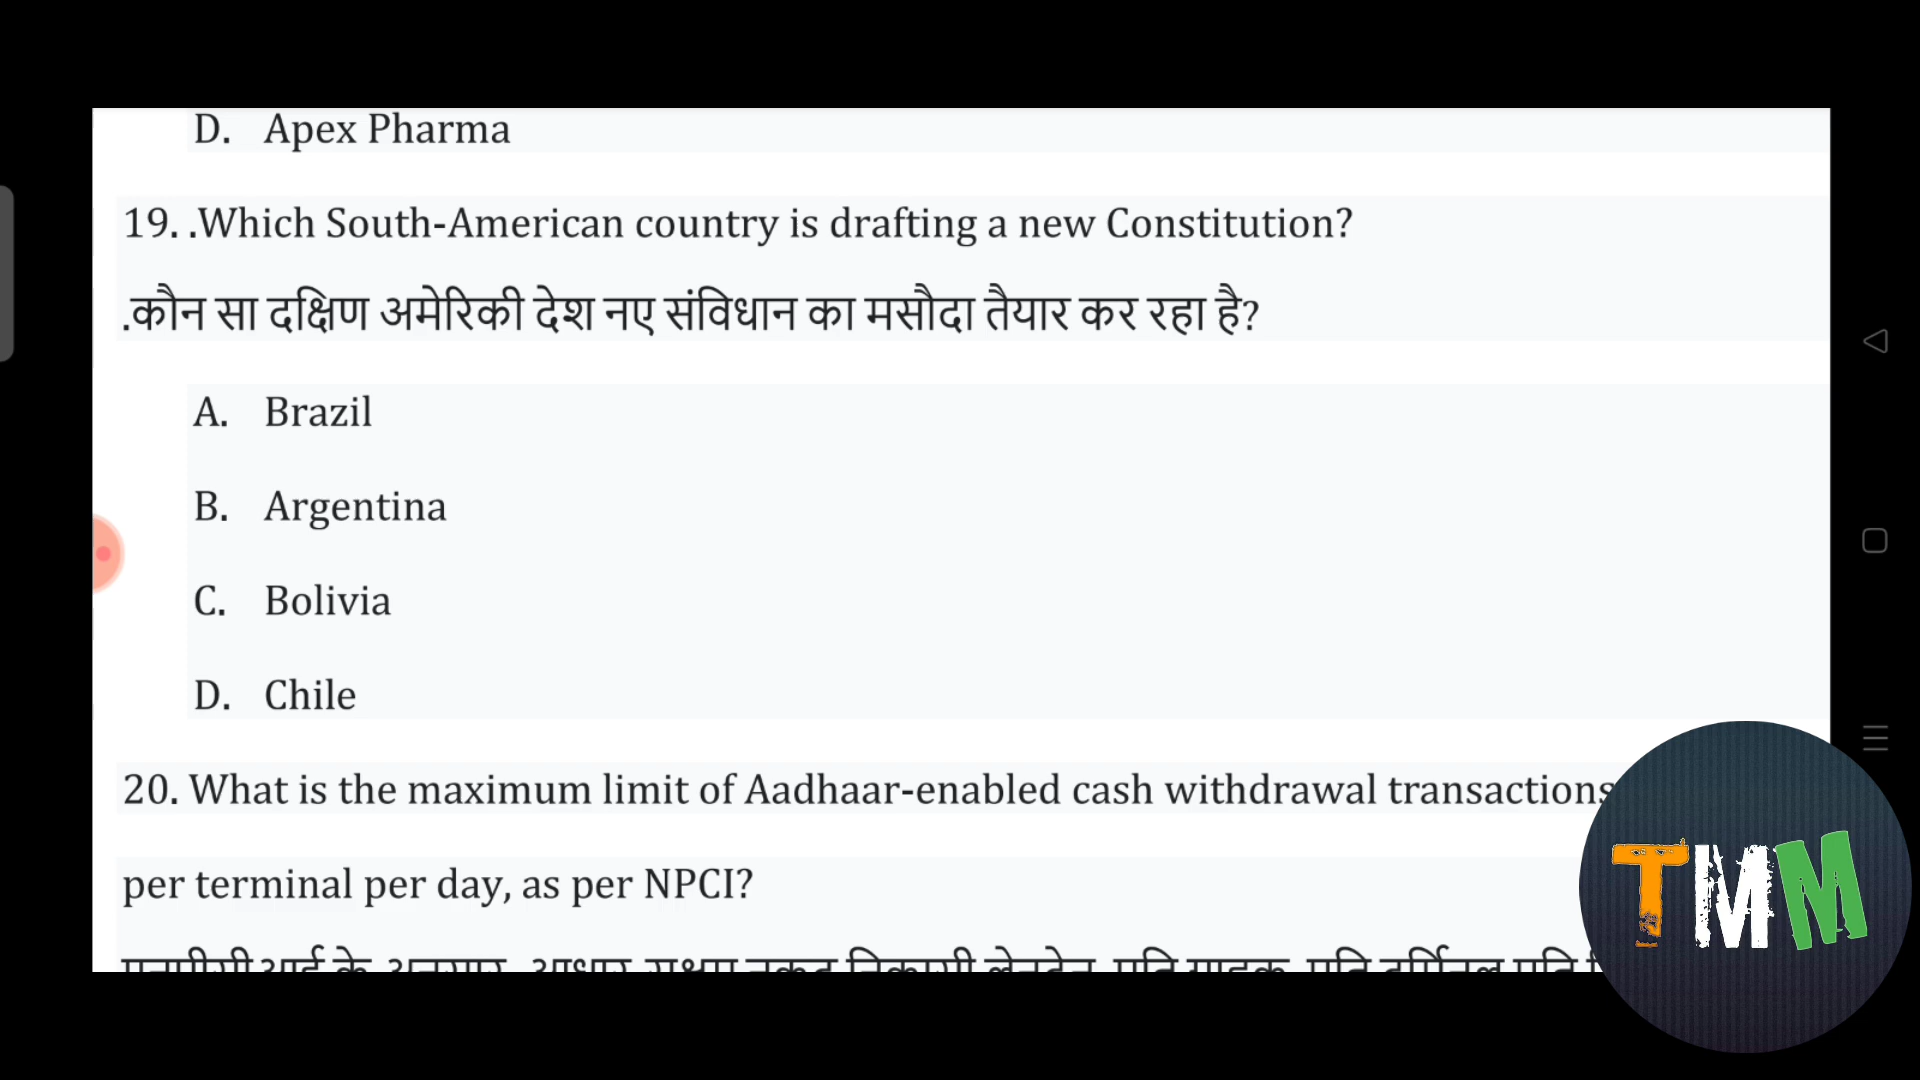 D. Apex Pharma
19. .Which South-American country is drafting a new Constitution?
.कौन सा दक्षिण अमेरिकी देश नए संविधान का मसौदा तैयार कर रहा है?
A. Brazil
B. Argentina
C. Bolivia
D. Chile
20. What is the maximum limit of Aadhaar-enabled cash withdrawal transactions
per terminal per day, as per NPCI?
TMM